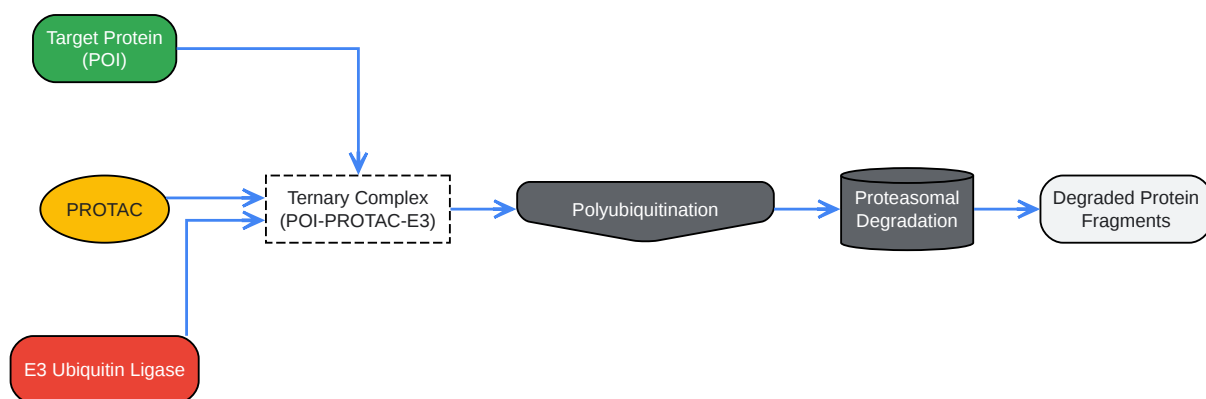 Target Protein
(POI)
PROTAC
Ternary Complex
(POI-PROTAC-E3)
Polyubiquitination
Proteasomal
Degradation
Degraded Protein
Fragments
E3 Ubiquitin Ligase